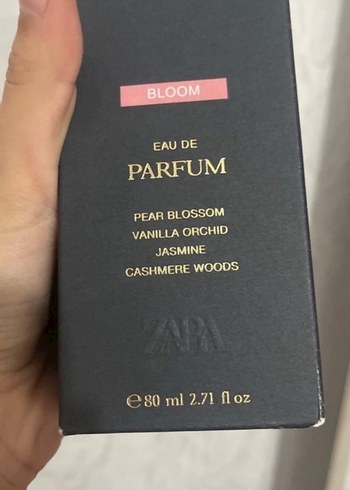 BLOOM
EAU DE
PARFUM
PEAR BLOSSOM
VANILLA ORCHID
JASMINE
CASHMERE WOODS
ZARA
℮80 ml 2.71 fl oz